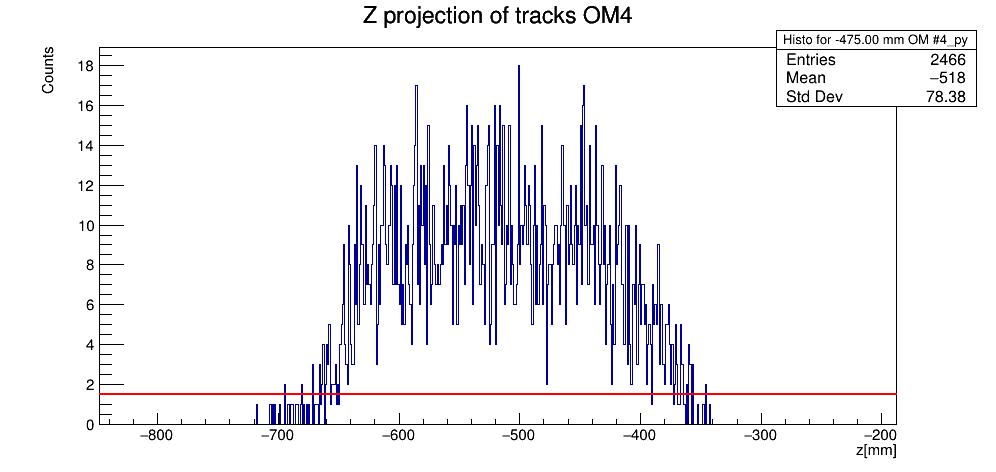 Z projection of tracks OM4
Histo for -475.00 mm OM #4_py
Entries 2466
Mean −518
Std Dev 78.38
Counts
18
16
14
12
10
8
6
4
2
0
−800 −700 −600 −500 −400 −300 −200
z[mm]